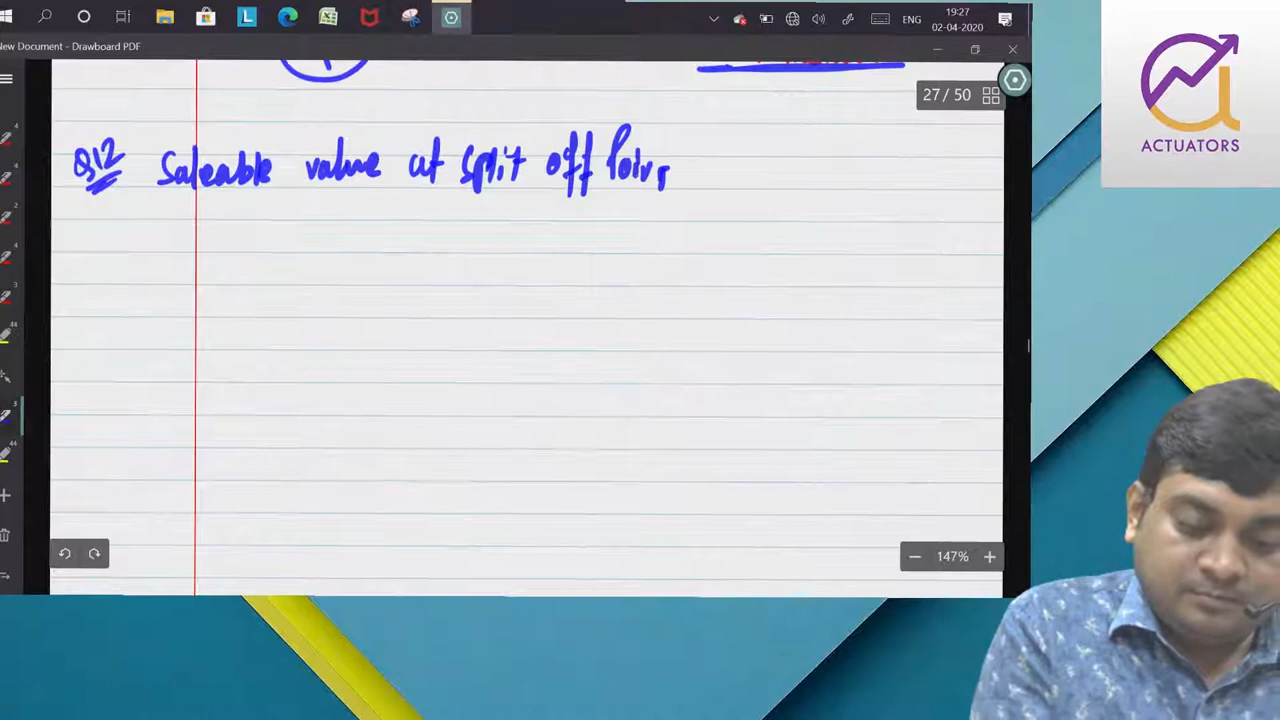 19:27
ENG
02-04-2020
New Document - Drawboard PDF
27 / 50
ACTUATORS
Q12 Saleable value at split off
147%